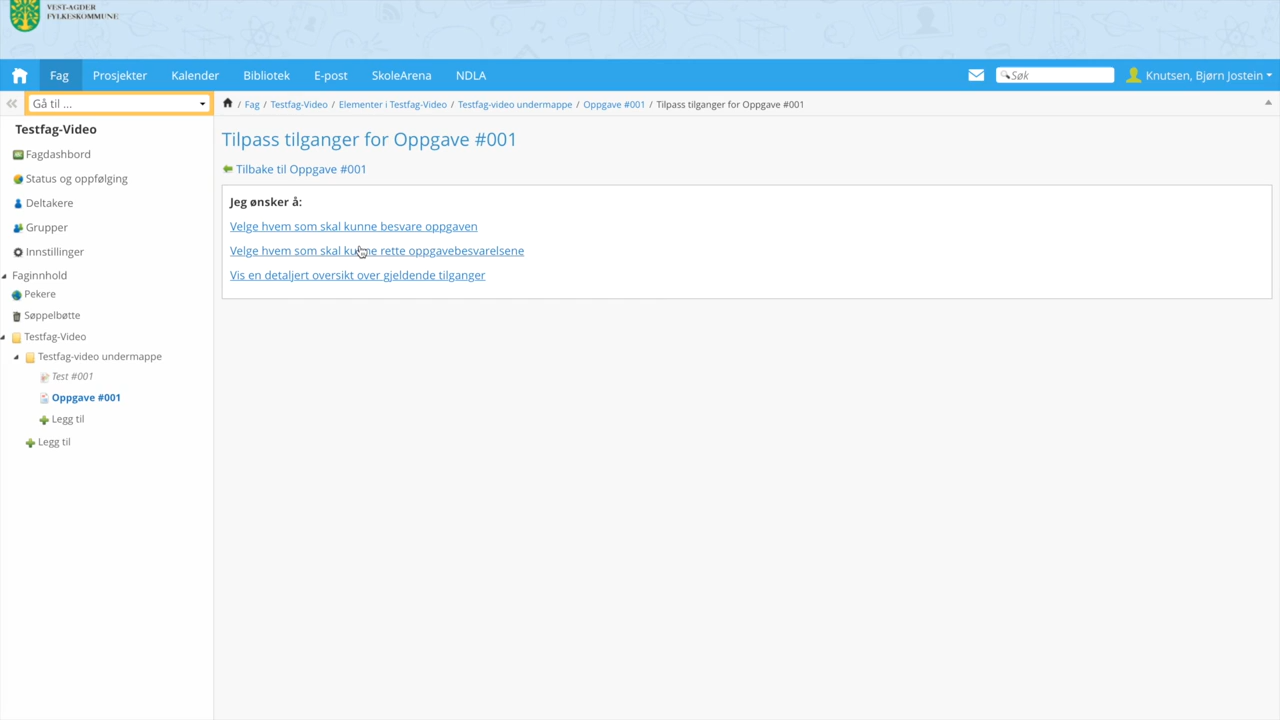 VEST-AGDER
FYLKESKOMMUNE
Fag Prosjekter Kalender Bibliotek E-post SkoleArena NDLA Søk Knutsen, Bjørn Jostein
Gå til ...
/ Fag / Testfag-Video / Elementer i Testfag-Video / Testfag-video undermappe / Oppgave #001 / Tilpass tilganger for Oppgave #001
Testfag-Video
Fagdashbord
Status og oppfølging
Deltakere
Grupper
Innstillinger
Faginnhold
Pekere
Søppelbøtte
Testfag-Video
Testfag-video undermappe
Test #001
Oppgave #001
Legg til
Legg til
Tilpass tilganger for Oppgave #001
Tilbake til Oppgave #001
Jeg ønsker å:
Velge hvem som skal kunne besvare oppgaven
Velge hvem som skal kunne rette oppgavebesvarelsene
Vis en detaljert oversikt over gjeldende tilganger